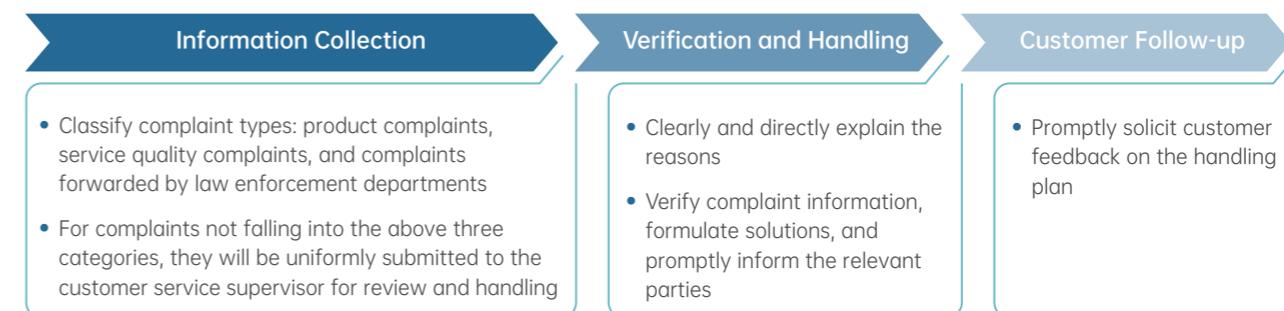 Information Collection
• Classify complaint types: product complaints,
service quality complaints, and complaints
forwarded by law enforcement departments
• For complaints not falling into the above three
categories, they will be uniformly submitted to the
customer service supervisor for review and handling
Verification and Handling
• Clearly and directly explain the
reasons
• Verify complaint information,
formulate solutions, and
promptly inform the relevant
parties
Customer Follow-up
• Promptly solicit customer
feedback on the handling
plan